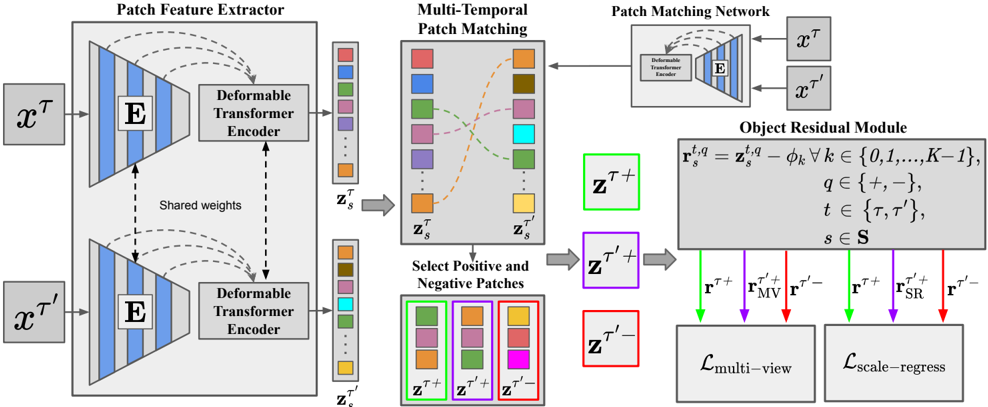 Patch Feature Extractor
x^τ
E
Deformable
Transformer
Encoder
z_s^τ
Shared weights
x^τ′
E
Deformable
Transformer
Encoder
z_s^τ′
Multi-Temporal
Patch Matching
z_s^τ z_s^τ′
Select Positive and
Negative Patches
z^τ+ z^τ′+ z^τ′−
Patch Matching Network
Deformable
Transformer
Encoder
E
x^τ
x^τ′
z^τ+
z^τ′+
z^τ′−
Object Residual Module
r_s^t,q = z_s^t,q − ϕ_k ∀ k ∈ {0,1,...,K−1},
q ∈ {+,−},
t ∈ {τ,τ′},
s ∈ S
r^τ+ r_MV^τ′+ r^τ′− r^τ+ r_SR^τ′+ r^τ′−
ℒ_multi−view
ℒ_scale−regress